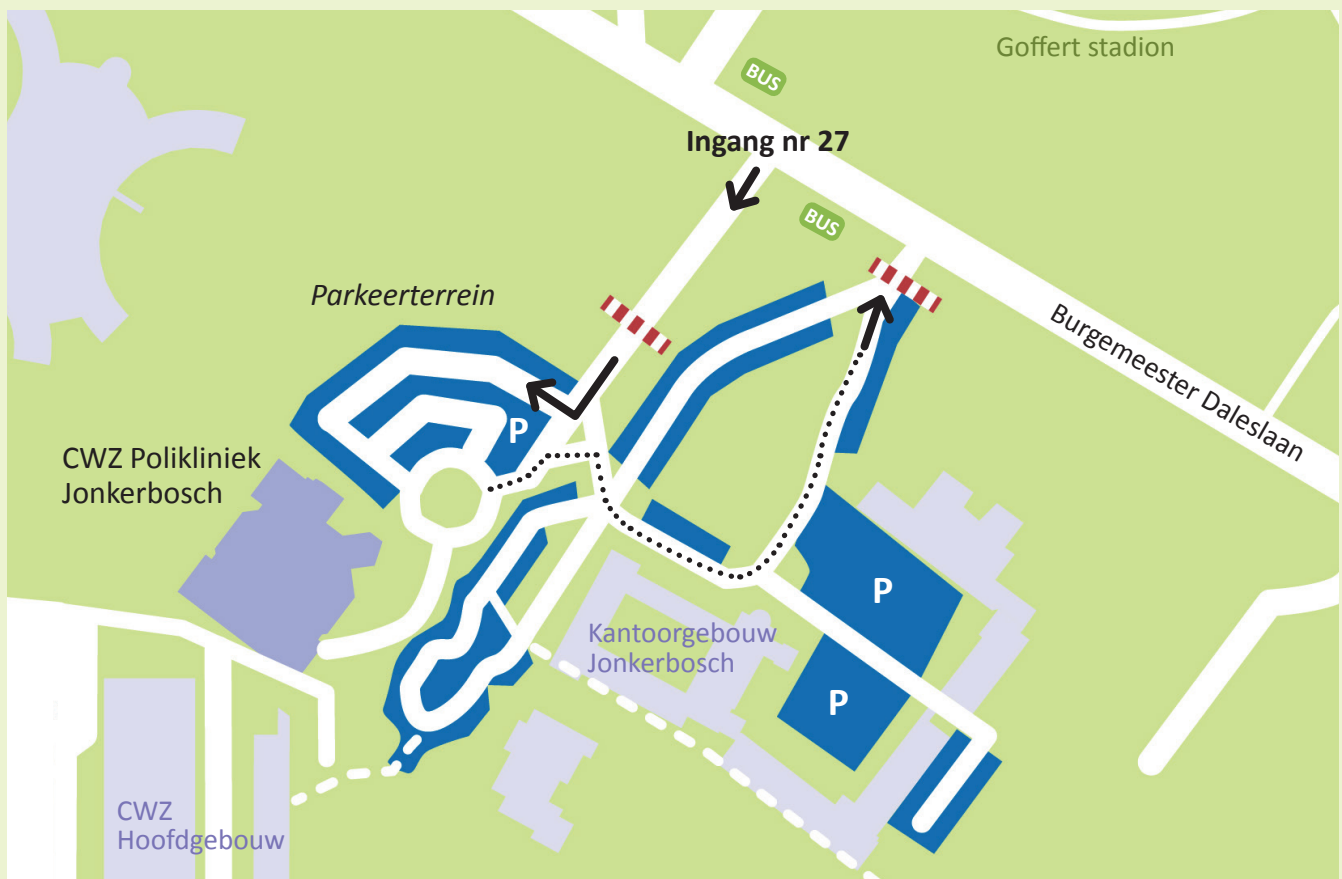 Goffert stadion
BUS
Ingang nr 27
BUS
Parkeerterrein
Burgemeester Daleslaan
P
CWZ Polikliniek
Jonkerbosch
P
Kantoorgebouw
Jonkerbosch
P
CWZ
Hoofdgebouw